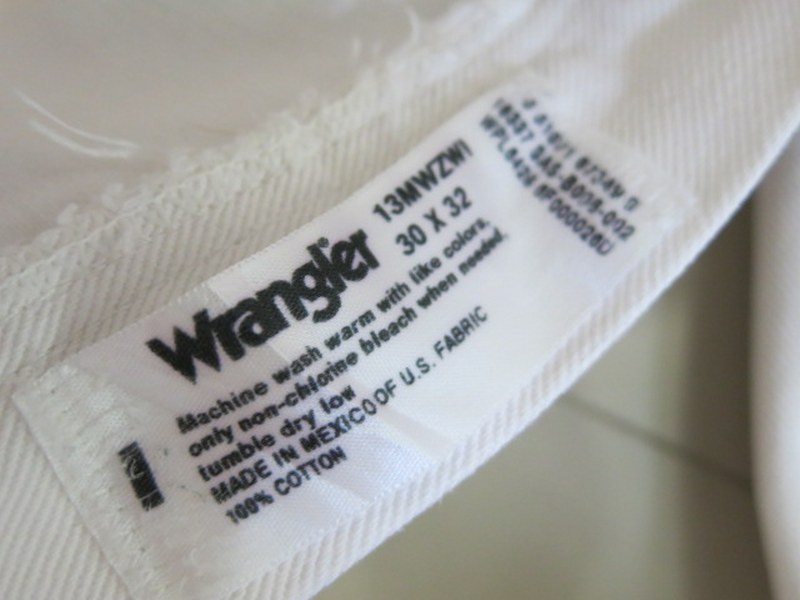 Wrangler® 13MWZWI
30 X 32
Machine wash warm with like colors,
only non-chlorine bleach when needed,
tumble dry low
MADE IN MEXICO OF U.S. FABRIC
100% COTTON